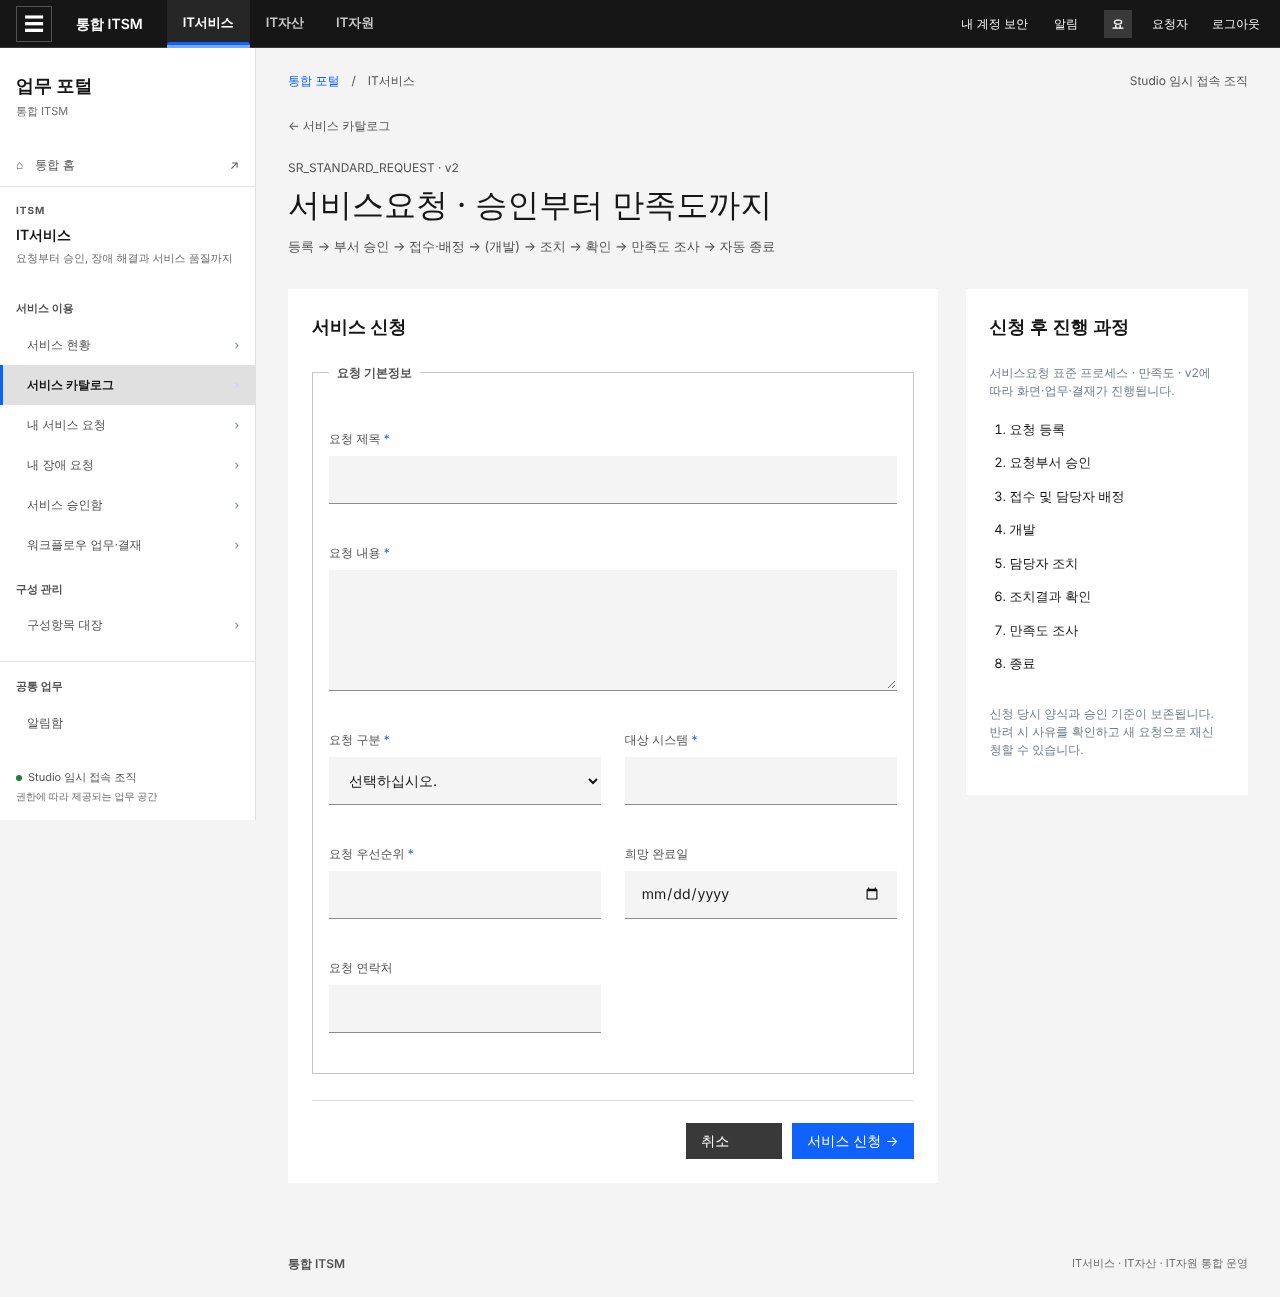 통합 ITSM
IT서비스
IT자산
IT자원
내 계정 보안
알림
요
요청자
로그아웃
업무 포털
통합 ITSM
통합 홈
ITSM
IT서비스
요청부터 승인, 장애 해결과 서비스 품질까지
서비스 이용
서비스 현황
서비스 카탈로그
내 서비스 요청
내 장애 요청
서비스 승인함
워크플로우 업무·결재
구성 관리
구성항목 대장
공통 업무
알림함
Studio 임시 접속 조직
권한에 따라 제공되는 업무 공간
통합 포털 / IT서비스
Studio 임시 접속 조직
← 서비스 카탈로그
SR_STANDARD_REQUEST · v2
서비스요청 · 승인부터 만족도까지
등록 → 부서 승인 → 접수·배정 → (개발) → 조치 → 확인 → 만족도 조사 → 자동 종료
서비스 신청
요청 기본정보
요청 제목 *
요청 내용 *
요청 구분 *
선택하십시오.
대상 시스템 *
요청 우선순위 *
희망 완료일
mm/dd/yyyy
요청 연락처
취소
서비스 신청 →
신청 후 진행 과정
서비스요청 표준 프로세스 · 만족도 · v2에
따라 화면·업무·결재가 진행됩니다.
1. 요청 등록
2. 요청부서 승인
3. 접수 및 담당자 배정
4. 개발
5. 담당자 조치
6. 조치결과 확인
7. 만족도 조사
8. 종료
신청 당시 양식과 승인 기준이 보존됩니다.
반려 시 사유를 확인하고 새 요청으로 재신
청할 수 있습니다.
통합 ITSM
IT서비스 · IT자산 · IT자원 통합 운영